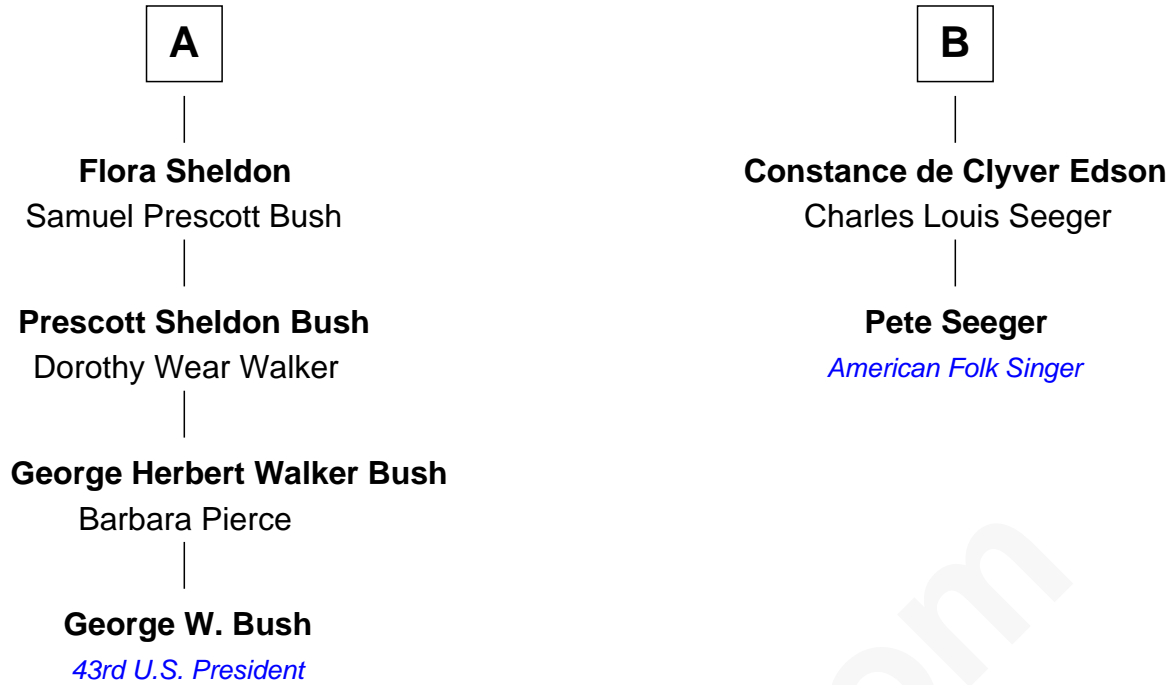 A
Flora Sheldon
Samuel Prescott Bush
Prescott Sheldon Bush
Dorothy Wear Walker
George Herbert Walker Bush
Barbara Pierce
George W. Bush
43rd U.S. President
B
Constance de Clyver Edson
Charles Louis Seeger
Pete Seeger
American Folk Singer
om